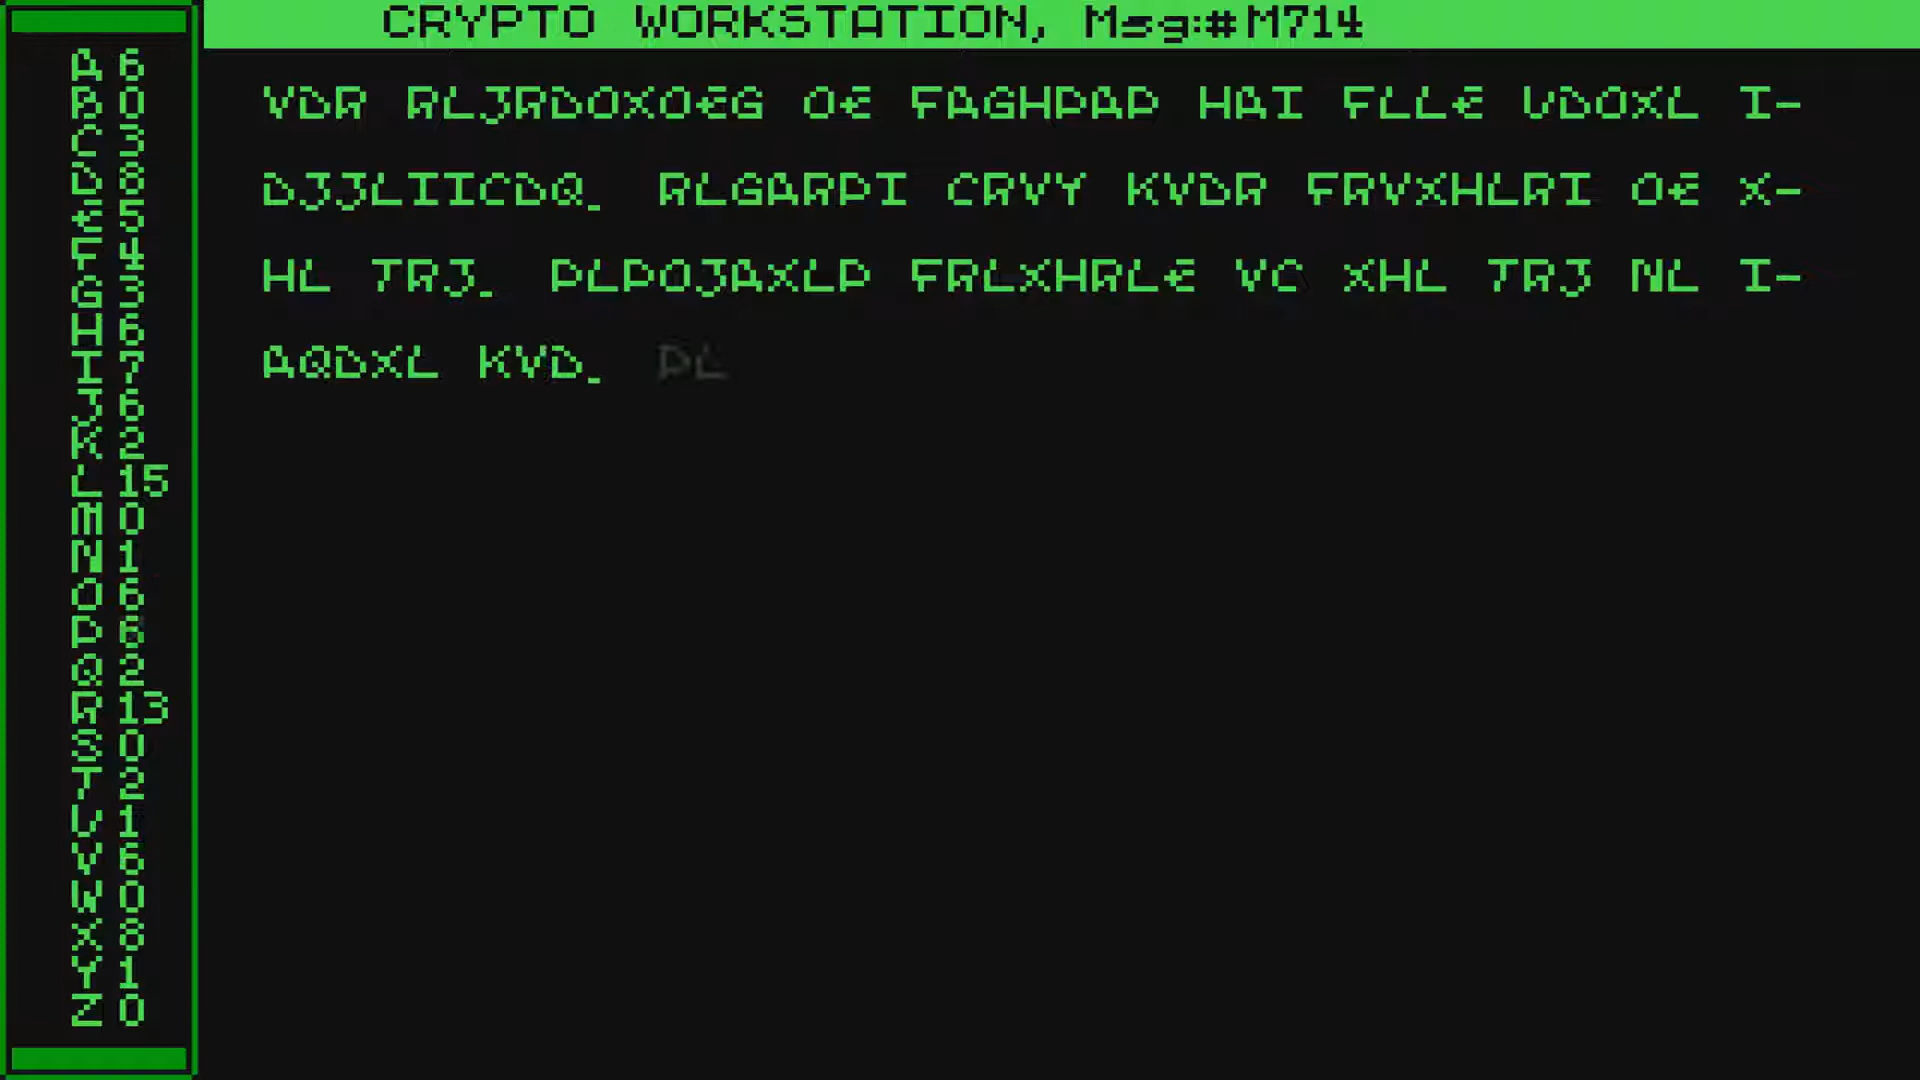 CRYPTO WORKSTATION, Msg:#M714
A 6
B 0
C 3
D 8
E 5
F 4
G 3
H 6
I 7
J 6
K 2
L 15
M 0
N 1
O 6
P 6
Q 2
R 13
S 0
T 2
U 1
V 6
W 0
X 8
Y 1
Z 0
VDR RLJRDOXOEG OE FAGHPAP HAI FLLE UDOXL I-
DJJLIICDQ. RLGARPI CRVY KVDR FRVXHLRI OE X-
HL TRJ. PLPOJAXLP FRLXHRLE VC XHL TRJ NL I-
AQDXL KVD. PL